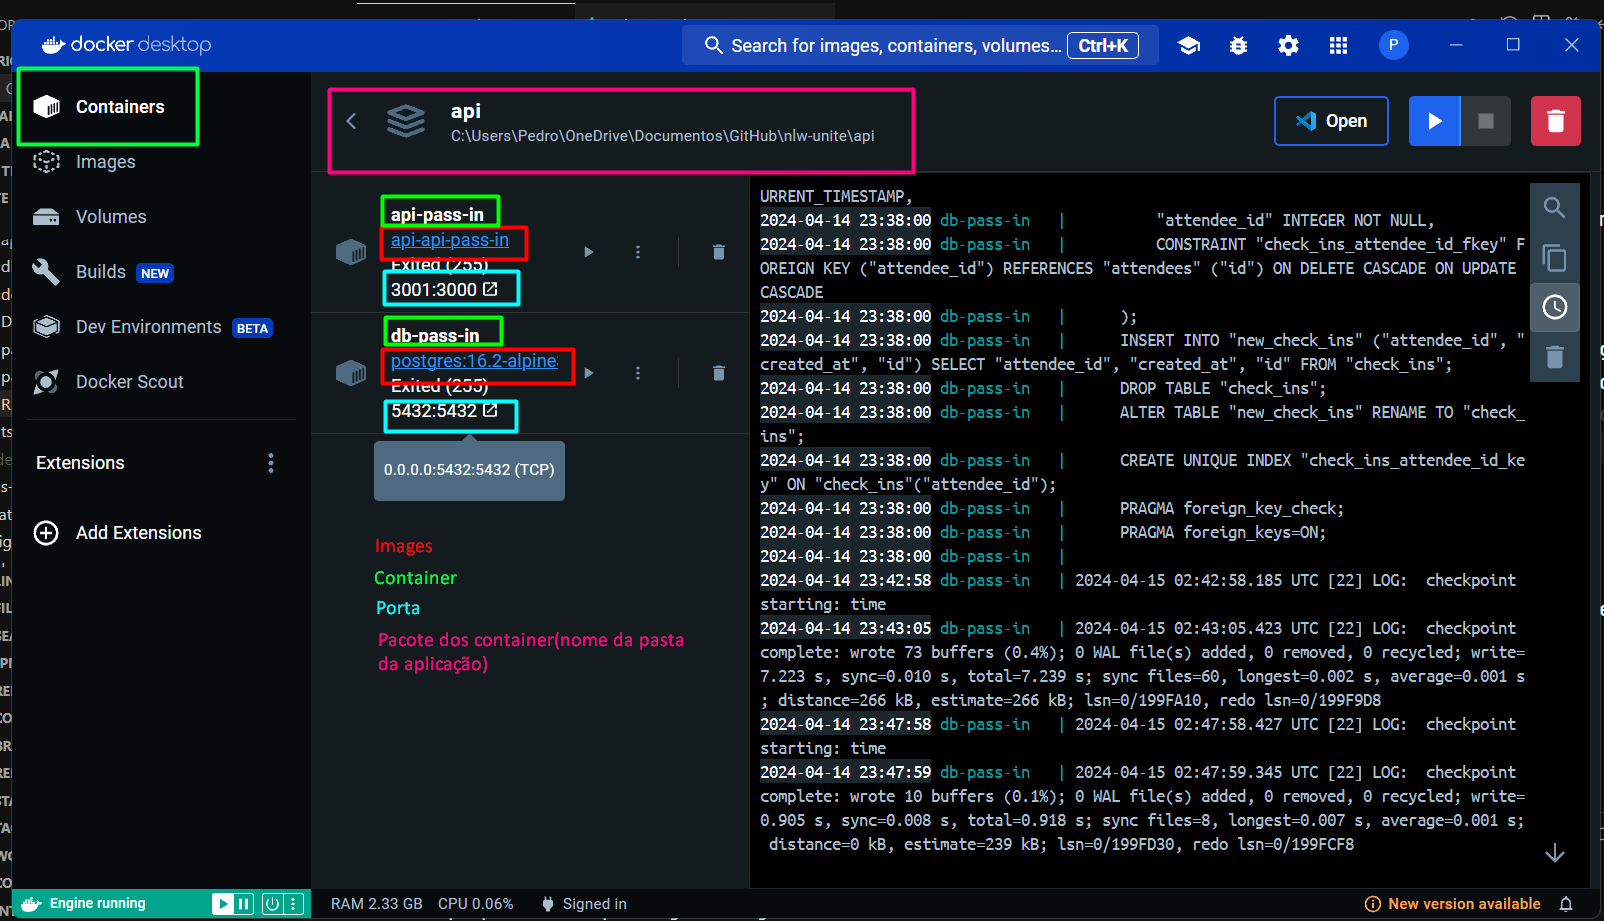 docker desktop
Search for images, containers, volumes... Ctrl+K
P
Containers
Images
Volumes
Builds NEW
Dev Environments BETA
Docker Scout
Extensions
Add Extensions
api
C:\Users\Pedro\OneDrive\Documentos\GitHub\nlw-unite\api
Open
api-pass-in
api-api-pass-in
Exited (255)
3001:3000
db-pass-in
postgres:16.2-alpine
Exited (255)
5432:5432
0.0.0.0:5432:5432 (TCP)
Images
Container
Porta
Pacote dos container(nome da pasta
da aplicação)
URRENT_TIMESTAMP,
2024-04-14 23:38:00 db-pass-in | "attendee_id" INTEGER NOT NULL,
2024-04-14 23:38:00 db-pass-in | CONSTRAINT "check_ins_attendee_id_fkey" F
OREIGN KEY ("attendee_id") REFERENCES "attendees" ("id") ON DELETE CASCADE ON UPDATE
CASCADE
2024-04-14 23:38:00 db-pass-in | );
2024-04-14 23:38:00 db-pass-in | INSERT INTO "new_check_ins" ("attendee_id", "
created_at", "id") SELECT "attendee_id", "created_at", "id" FROM "check_ins";
2024-04-14 23:38:00 db-pass-in | DROP TABLE "check_ins";
2024-04-14 23:38:00 db-pass-in | ALTER TABLE "new_check_ins" RENAME TO "check_
ins";
2024-04-14 23:38:00 db-pass-in | CREATE UNIQUE INDEX "check_ins_attendee_id_ke
y" ON "check_ins"("attendee_id");
2024-04-14 23:38:00 db-pass-in | PRAGMA foreign_key_check;
2024-04-14 23:38:00 db-pass-in | PRAGMA foreign_keys=ON;
2024-04-14 23:38:00 db-pass-in |
2024-04-14 23:42:58 db-pass-in | 2024-04-15 02:42:58.185 UTC [22] LOG: checkpoint
starting: time
2024-04-14 23:43:05 db-pass-in | 2024-04-15 02:43:05.423 UTC [22] LOG: checkpoint
complete: wrote 73 buffers (0.4%); 0 WAL file(s) added, 0 removed, 0 recycled; write=
7.223 s, sync=0.010 s, total=7.239 s; sync files=60, longest=0.002 s, average=0.001 s
; distance=266 kB, estimate=266 kB; lsn=0/199FA10, redo lsn=0/199F9D8
2024-04-14 23:47:58 db-pass-in | 2024-04-15 02:47:58.427 UTC [22] LOG: checkpoint
starting: time
2024-04-14 23:47:59 db-pass-in | 2024-04-15 02:47:59.345 UTC [22] LOG: checkpoint
complete: wrote 10 buffers (0.1%); 0 WAL file(s) added, 0 removed, 0 recycled; write=
0.905 s, sync=0.008 s, total=0.918 s; sync files=8, longest=0.007 s, average=0.001 s;
distance=0 kB, estimate=239 kB; lsn=0/199FD30, redo lsn=0/199FCF8
Engine running
RAM 2.33 GB CPU 0.06% Signed in
New version available